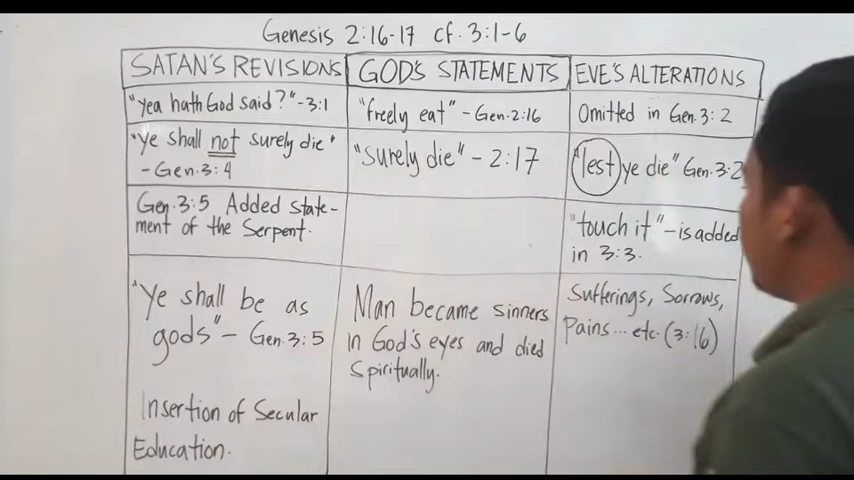 Genesis 2:16-17 cf. 3:1-6
SATAN'S REVISIONS
GOD'S STATEMENTS
EVE'S ALTERATIONS
"yea hath God said?" -3:1
"freely eat" - Gen.2:16
Omitted in Gen.3:2
"ye shall not surely die"
- Gen.3:4
"surely die" - 2:17
"lest ye die" Gen.3:2
Gen.3:5 Added state-
ment of the Serpent.
"touch it" - is added
in 3:3.
"Ye shall be as
gods" - Gen.3:5
Insertion of Secular
Education.
Man became sinners
in God's eyes and died
Spiritually.
Sufferings, Sorrows,
Pains... etc. (3:16)